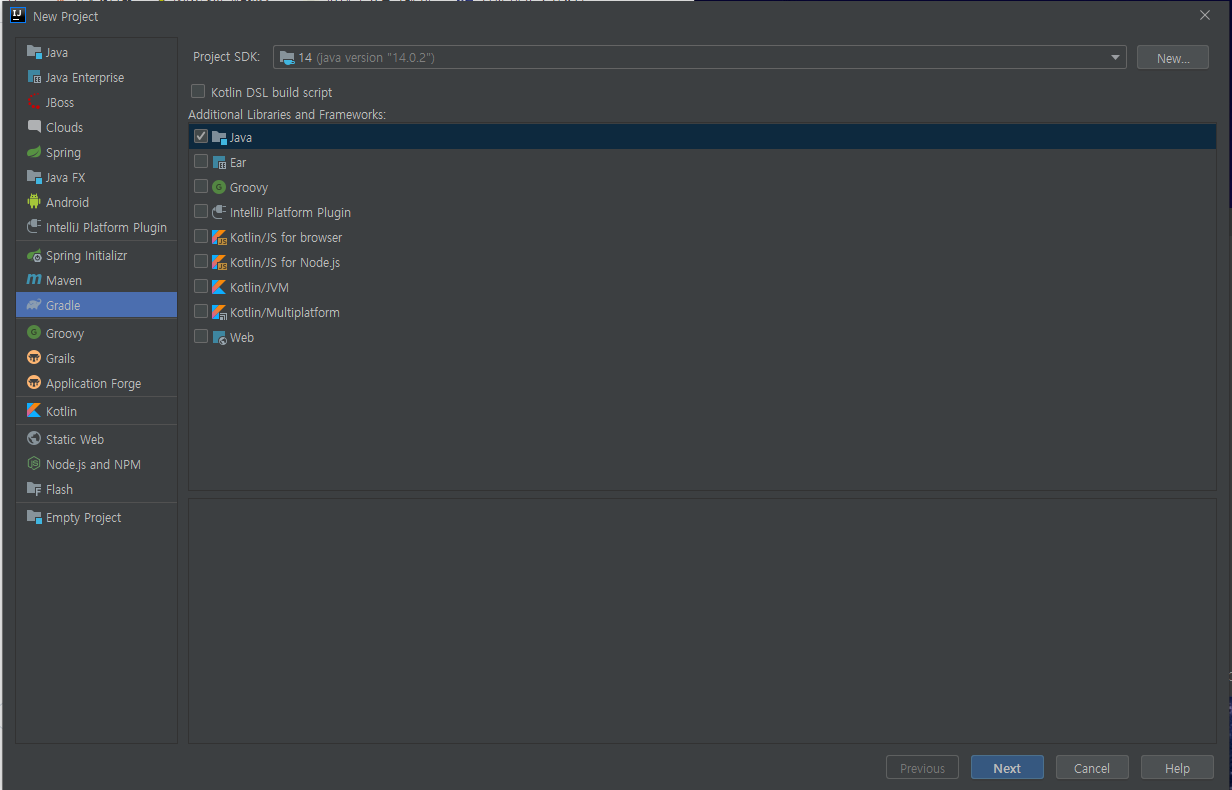 New Project
Java
Java Enterprise
JBoss
Clouds
Spring
Java FX
Android
IntelliJ Platform Plugin
Spring Initializr
Maven
Gradle
Groovy
Grails
Application Forge
Kotlin
Static Web
Node.js and NPM
Flash
Empty Project
Project SDK: 14 (java version "14.0.2") New...
Kotlin DSL build script
Additional Libraries and Frameworks:
Java
Ear
Groovy
IntelliJ Platform Plugin
Kotlin/JS for browser
Kotlin/JS for Node.js
Kotlin/JVM
Kotlin/Multiplatform
Web
Previous Next Cancel Help